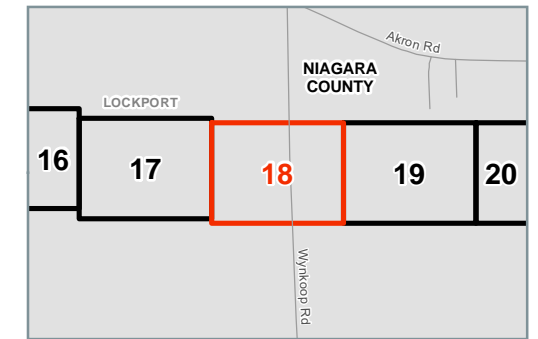 Akron Rd
NIAGARA
COUNTY
LOCKPORT
16
17
18
19
20
Wynkoop Rd